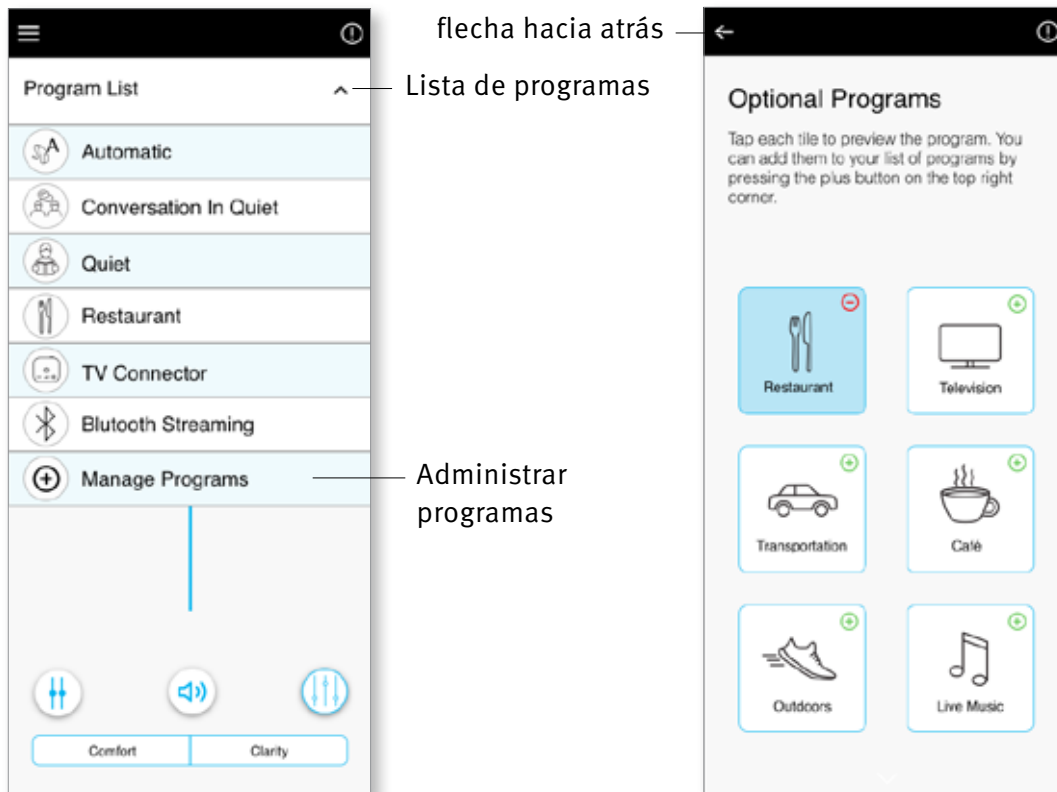 flecha hacia atrás
Program List
Lista de programas
Automatic
Conversation In Quiet
Quiet
Restaurant
TV Connector
Blutooth Streaming
Manage Programs
Administrar
programas
Comfort
Clarity
Optional Programs
Tap each tile to preview the program. You
can add them to your list of programs by
pressing the plus button on the top right
corner.
Restaurant
Television
Transportation
Café
Outdoors
Live Music